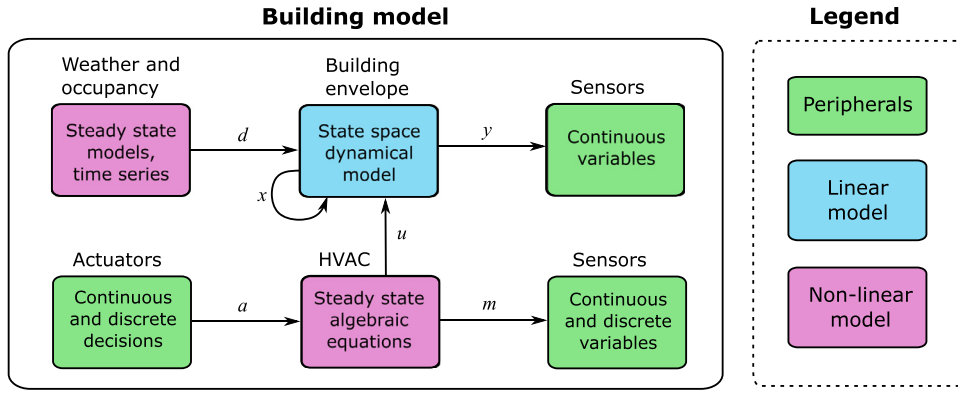 Building model
Legend
Weather and
occupancy
Steady state
models,
time series
d
Building
envelope
State space
dynamical
model
x
y
Sensors
Continuous
variables
u
Actuators
Continuous
and discrete
decisions
a
HVAC
Steady state
algebraic
equations
m
Sensors
Continuous
and discrete
variables
Peripherals
Linear
model
Non-linear
model